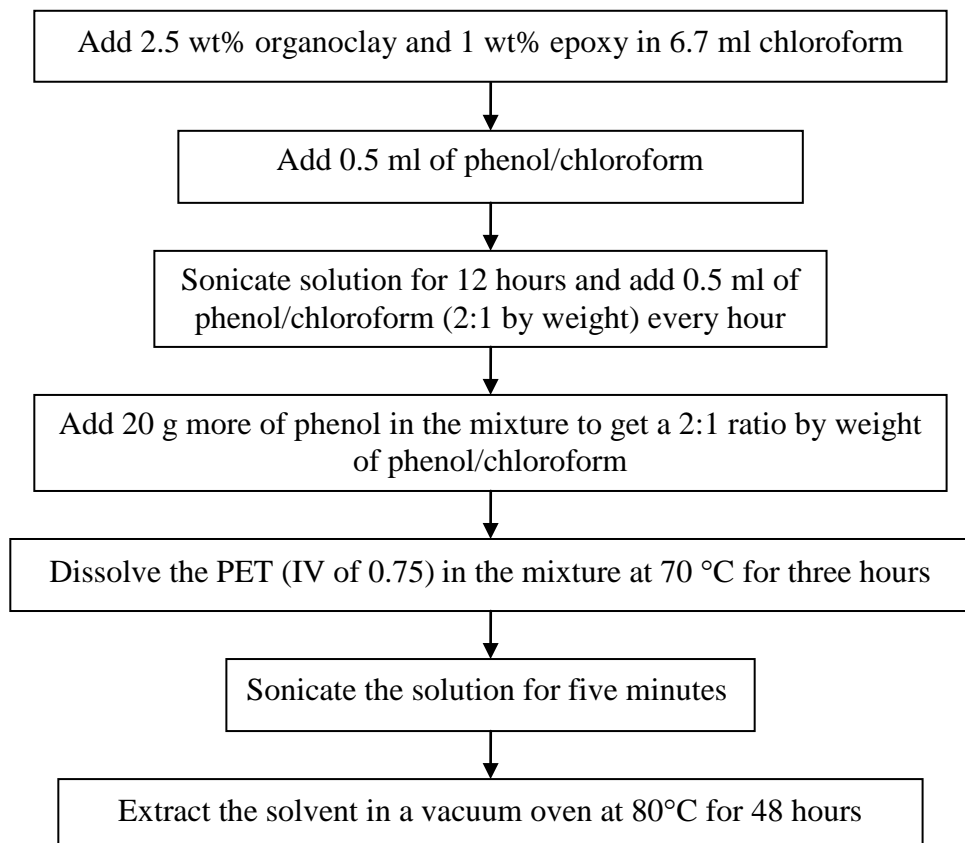 Add 2.5 wt% organoclay and 1 wt% epoxy in 6.7 ml chloroform
Add 0.5 ml of phenol/chloroform
Sonicate solution for 12 hours and add 0.5 ml of
phenol/chloroform (2:1 by weight) every hour
Add 20 g more of phenol in the mixture to get a 2:1 ratio by weight
of phenol/chloroform
Dissolve the PET (IV of 0.75) in the mixture at 70 °C for three hours
Sonicate the solution for five minutes
Extract the solvent in a vacuum oven at 80°C for 48 hours